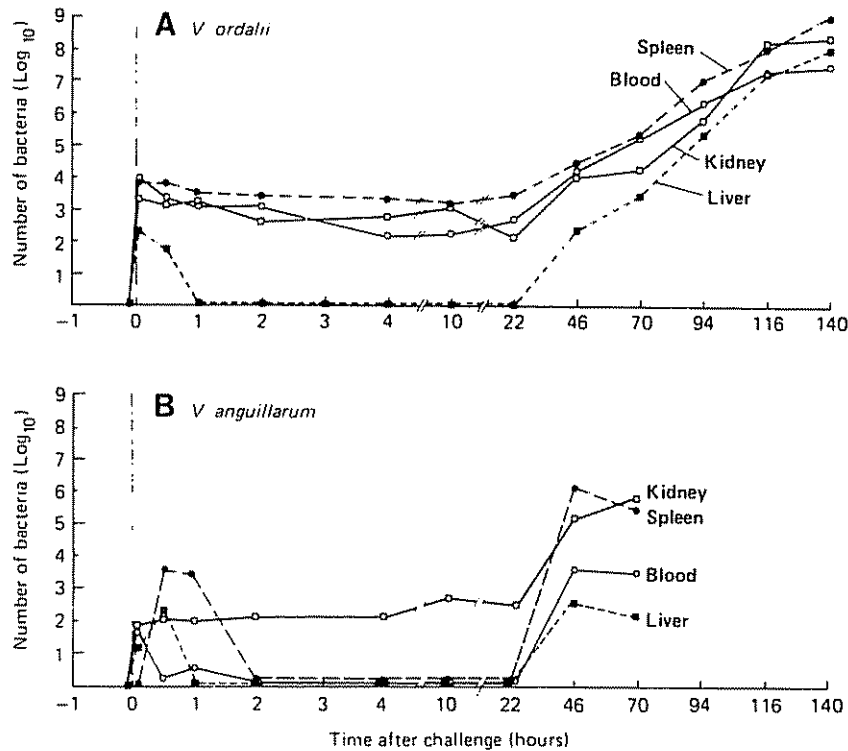 A V ordalii
Number of bacteria (Log 10)
9
8
7
6
5
4
3
2
1
Spleen
Blood
Kidney
Liver
−1 0 1 2 3 4 10 22 46 70 94 116 140
B V anguillarum
Number of bacteria (Log10)
9
8
7
6
5
4
3
2
1
Kidney
Spleen
Blood
Liver
−1 0 1 2 3 4 10 22 46 70 94 116 140
Time after challenge (hours)